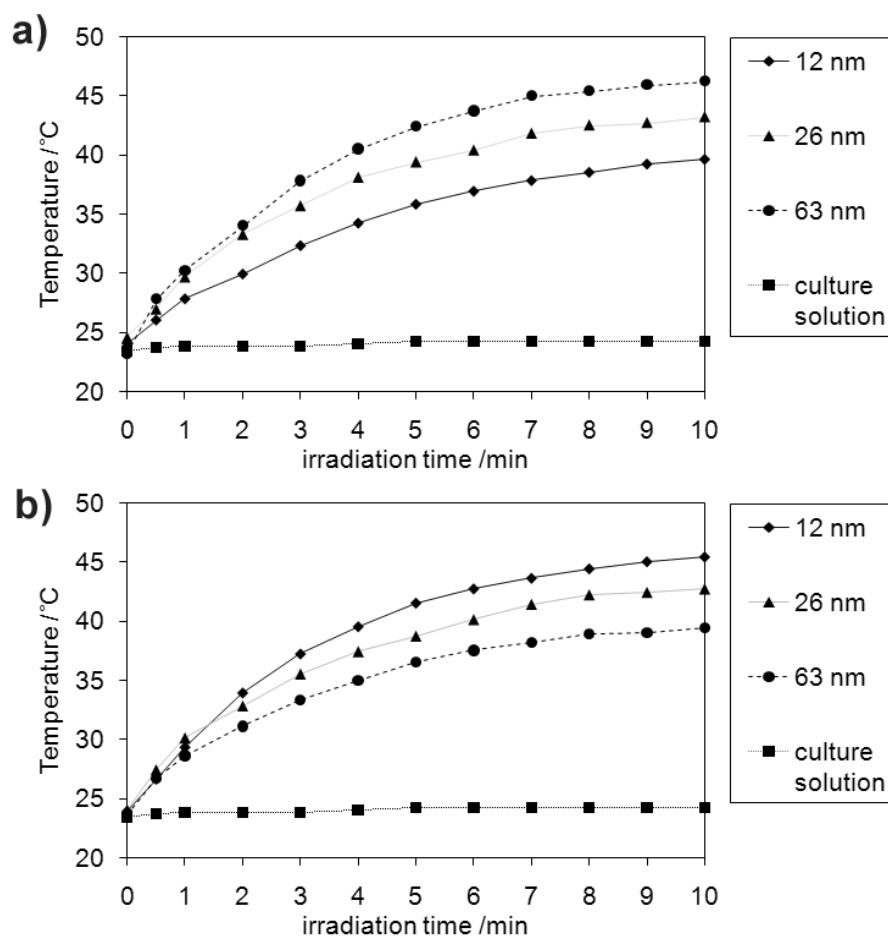 a)
50
45
40
35
30
25
20
Temperature /°C
0 1 2 3 4 5 6 7 8 9 10
irradiation time /min
12 nm
26 nm
63 nm
culture
solution
b)
50
45
40
35
30
25
20
Temperature /°C
0 1 2 3 4 5 6 7 8 9 10
irradiation time /min
12 nm
26 nm
63 nm
culture
solution